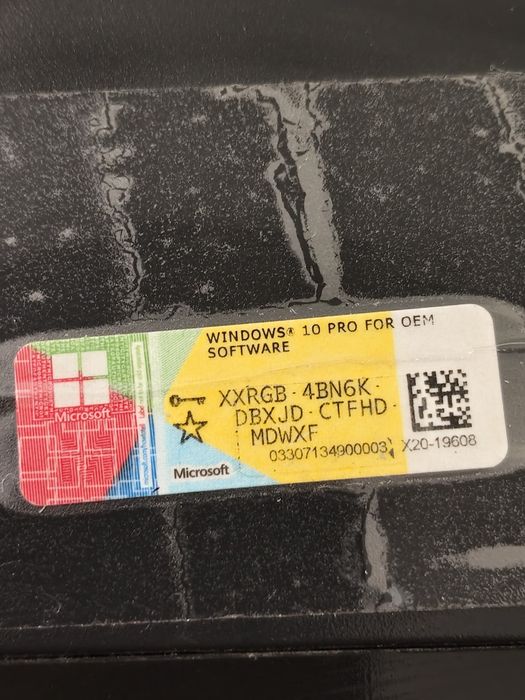 WINDOWS® 10 PRO FOR OEM
SOFTWARE
Microsoft
XXRGB-4BN6K-
DBXJD-CTFHD-
MDWXF
03307134900003
X20-19608
Microsoft